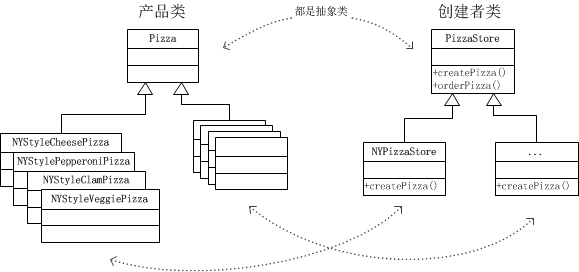 产品类
创建者类
都是抽象类
Pizza
PizzaStore
+createPizza()
+orderPizza()
NYStyleCheesePizza
NYStylePepperoniPizza
NYStyleClamPizza
NYStyleVeggiePizza
NYPizzaStore
+createPizza()
...
+createPizza()